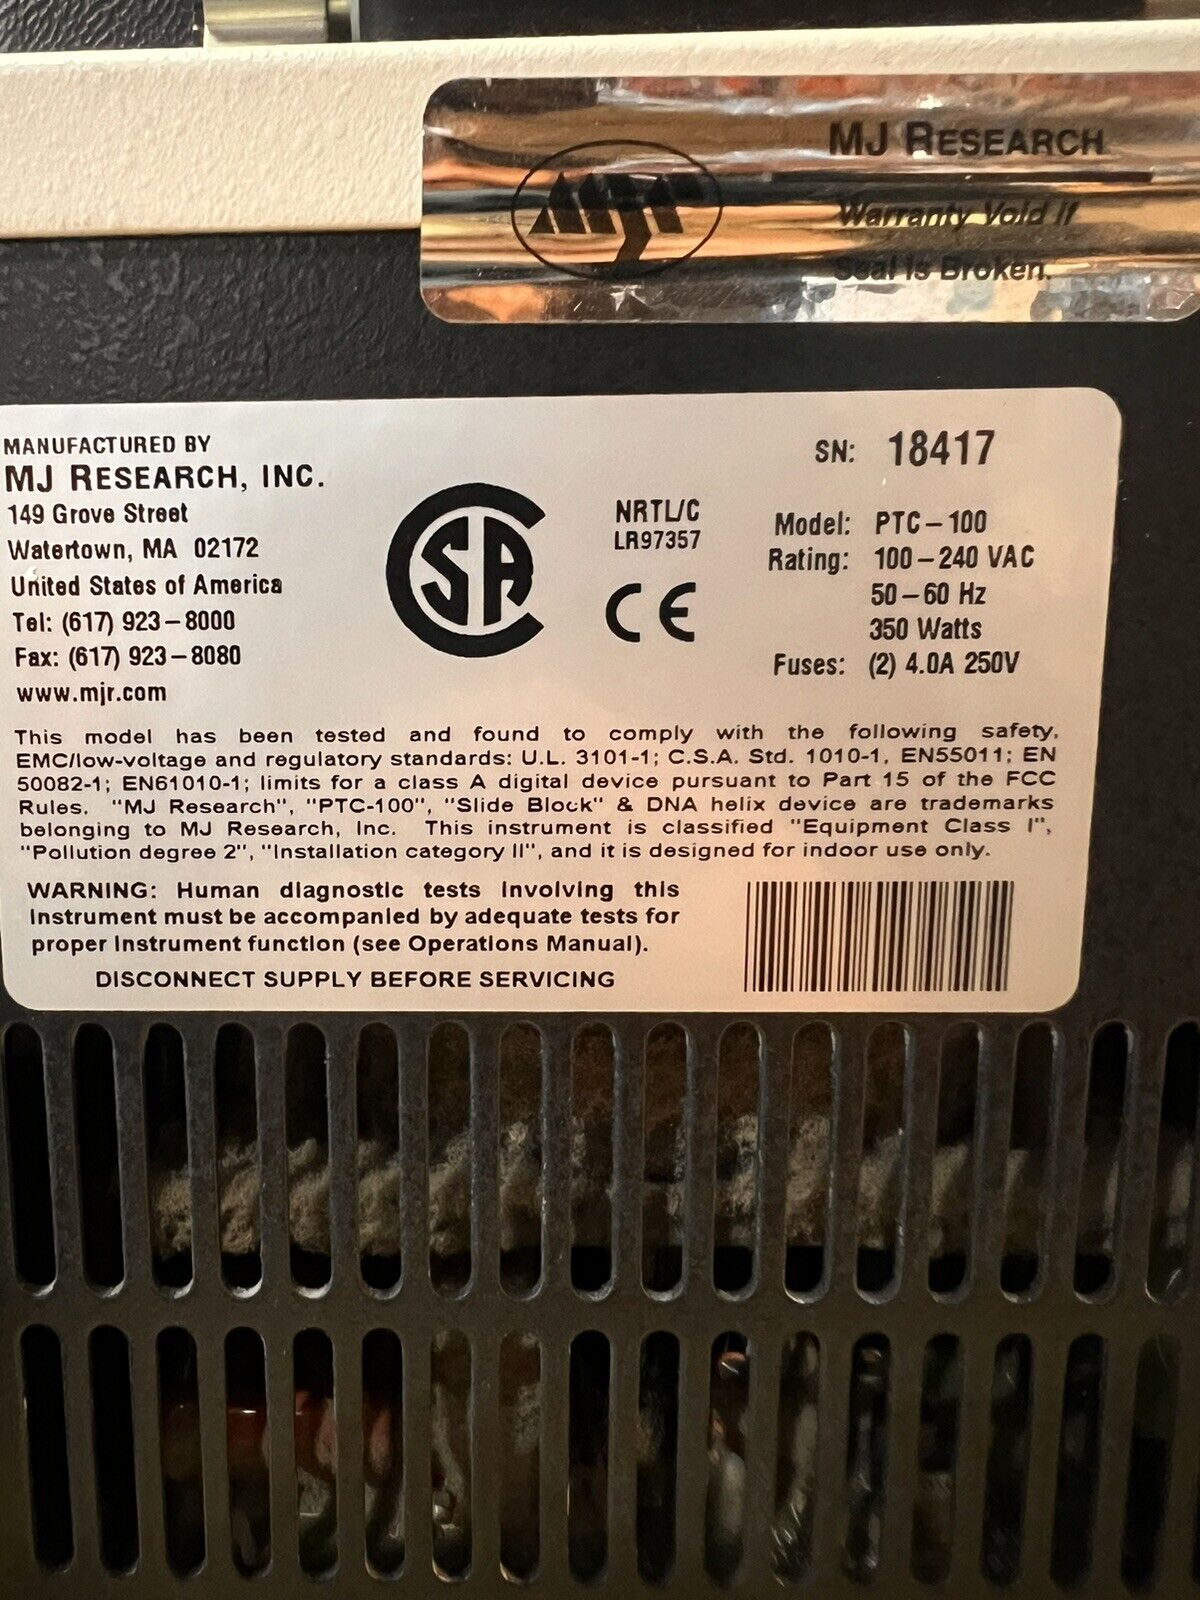 MJ RESEARCH
MJR
Warranty Void if
Seal is Broken.
MANUFACTURED BY
MJ RESEARCH, INC.
149 Grove Street
Watertown, MA 02172
United States of America
Tel: (617) 923-8000
Fax: (617) 923-8080
www.mjr.com
CSA
NRTL/C
LR97357
CE
SN: 18417
Model: PTC-100
Rating: 100-240 VAC
50-60 Hz
350 Watts
Fuses: (2) 4.0A 250V
This model has been tested and found to comply with the following safety,
EMC/low-voltage and regulatory standards: U.L. 3101-1; C.S.A. Std. 1010-1, EN55011; EN
50082-1; EN61010-1; limits for a class A digital device pursuant to Part 15 of the FCC
Rules. "MJ Research", "PTC-100", "Slide Block" & DNA helix device are trademarks
belonging to MJ Research, Inc. This instrument is classified "Equipment Class I",
"Pollution degree 2", "Installation category II", and it is designed for indoor use only.
WARNING: Human diagnostic tests involving this
instrument must be accompanied by adequate tests for
proper instrument function (see Operations Manual).
DISCONNECT SUPPLY BEFORE SERVICING